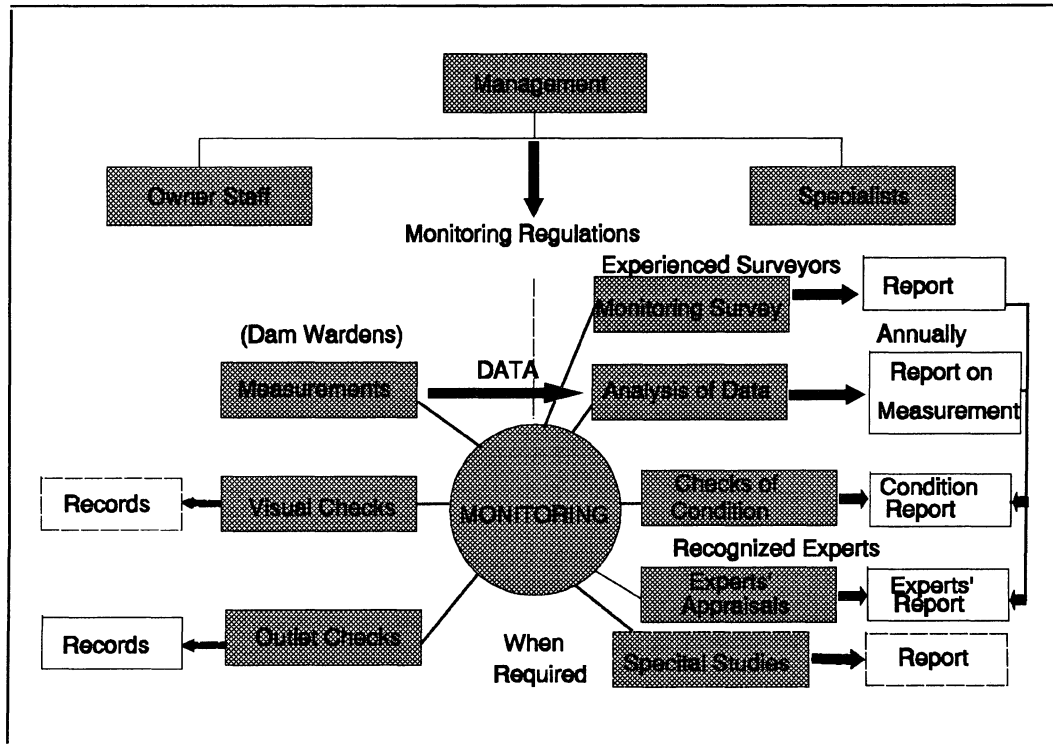 Management
Owner Staff
Specialists
Monitoring Regulations
Experienced Surveyors
Monitoring Survey
Report
(Dam Wardens)
Annually
Measurements
DATA
Analysis of Data
Report on
Measurement
Records
Visual Checks
MONITORING
Checks of
Condition
Condition
Report
Recognized Experts
Experts'
Appraisals
Experts'
Report
Records
Outlet Checks
When
Required
Specital Studies
Report